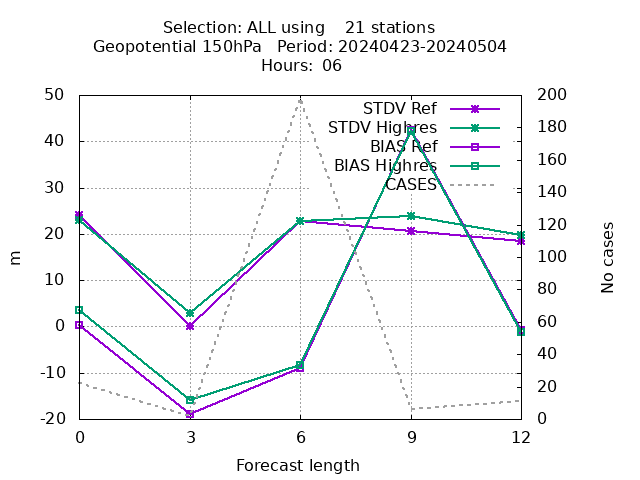 Selection: ALL using    21 stations
Geopotential 150hPa   Period: 20240423-20240504
Hours: 06
STDV Ref
STDV Highres
BIAS Ref
BIAS Highres
CASES
50
40
30
20
10
0
-10
-20
m
200
180
160
140
120
100
80
60
40
20
0
No cases
0 3 6 9 12
Forecast length